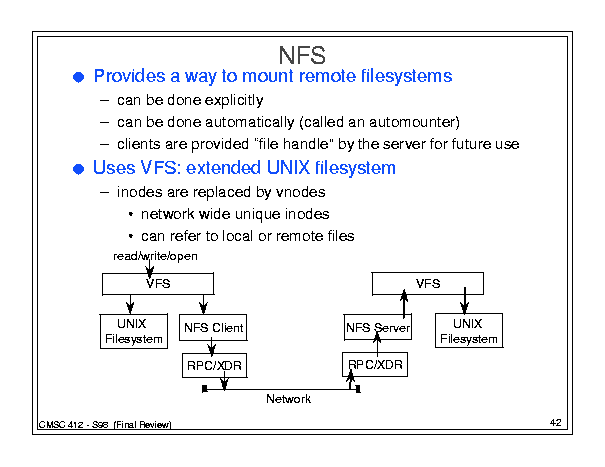 NFS
● Provides a way to mount remote filesystems
– can be done explicitly
– can be done automatically (called an automounter)
– clients are provided "file handle" by the server for future use
● Uses VFS: extended UNIX filesystem
– inodes are replaced by vnodes
• network wide unique inodes
• can refer to local or remote files
read/write/open
VFS
VFS
UNIX
Filesystem
NFS Client
NFS Server
UNIX
Filesystem
RPC/XDR
RPC/XDR
Network
CMSC 412 - S98 (Final Review)
42